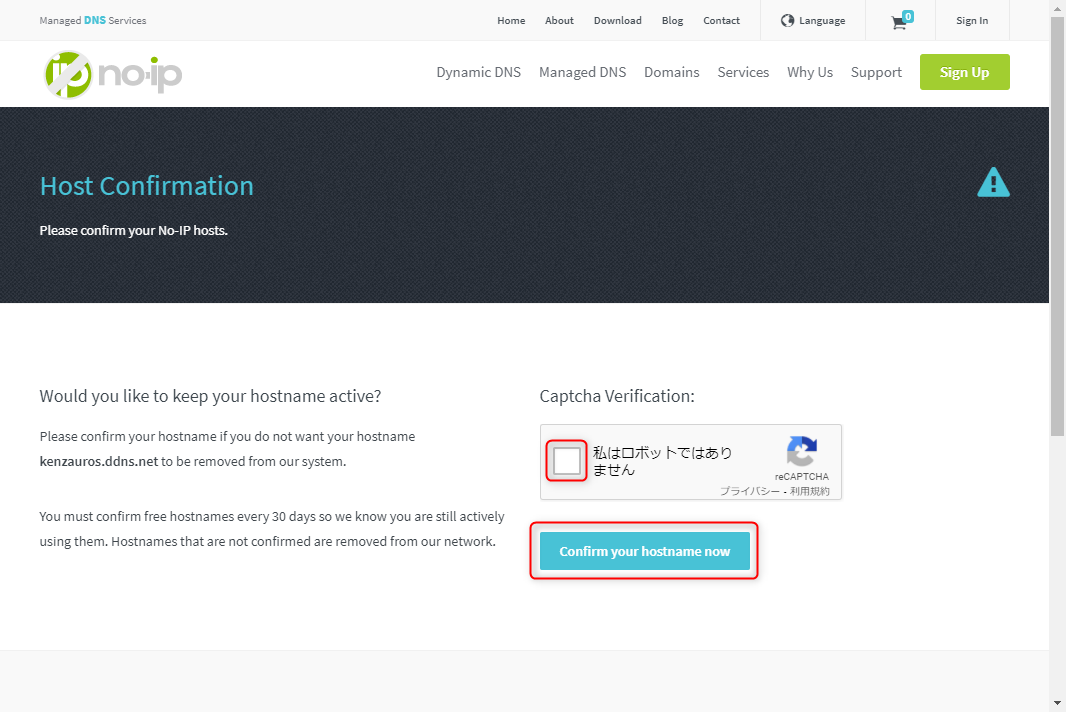 Managed DNS Services
Home About Download Blog Contact Language 0 Sign In
no-ip
Dynamic DNS Managed DNS Domains Services Why Us Support Sign Up
Host Confirmation
Please confirm your No-IP hosts.
Would you like to keep your hostname active?
Please confirm your hostname if you do not want your hostname
kenzauros.ddns.net to be removed from our system.
You must confirm free hostnames every 30 days so we know you are still actively
using them. Hostnames that are not confirmed are removed from our network.
Captcha Verification:
私はロボットではあり
ません
reCAPTCHA
プライバシー - 利用規約
Confirm your hostname now